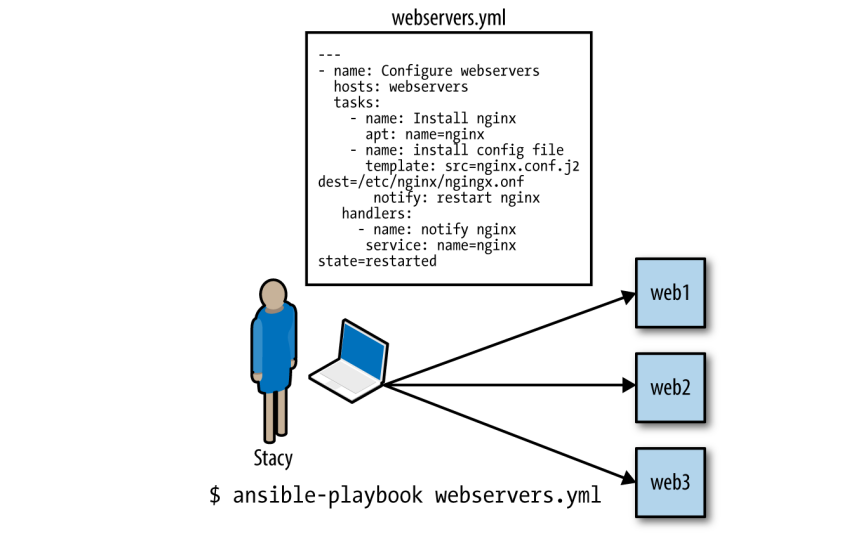 webservers.yml
---
- name: Configure webservers
  hosts: webservers
  tasks:
    - name: Install nginx
      apt: name=nginx
    - name: install config file
      template: src=nginx.conf.j2
dest=/etc/nginx/ngingx.onf
       notify: restart nginx
   handlers:
     - name: notify nginx
      service: name=nginx
state=restarted
web1
web2
web3
Stacy
$ ansible-playbook webservers.yml